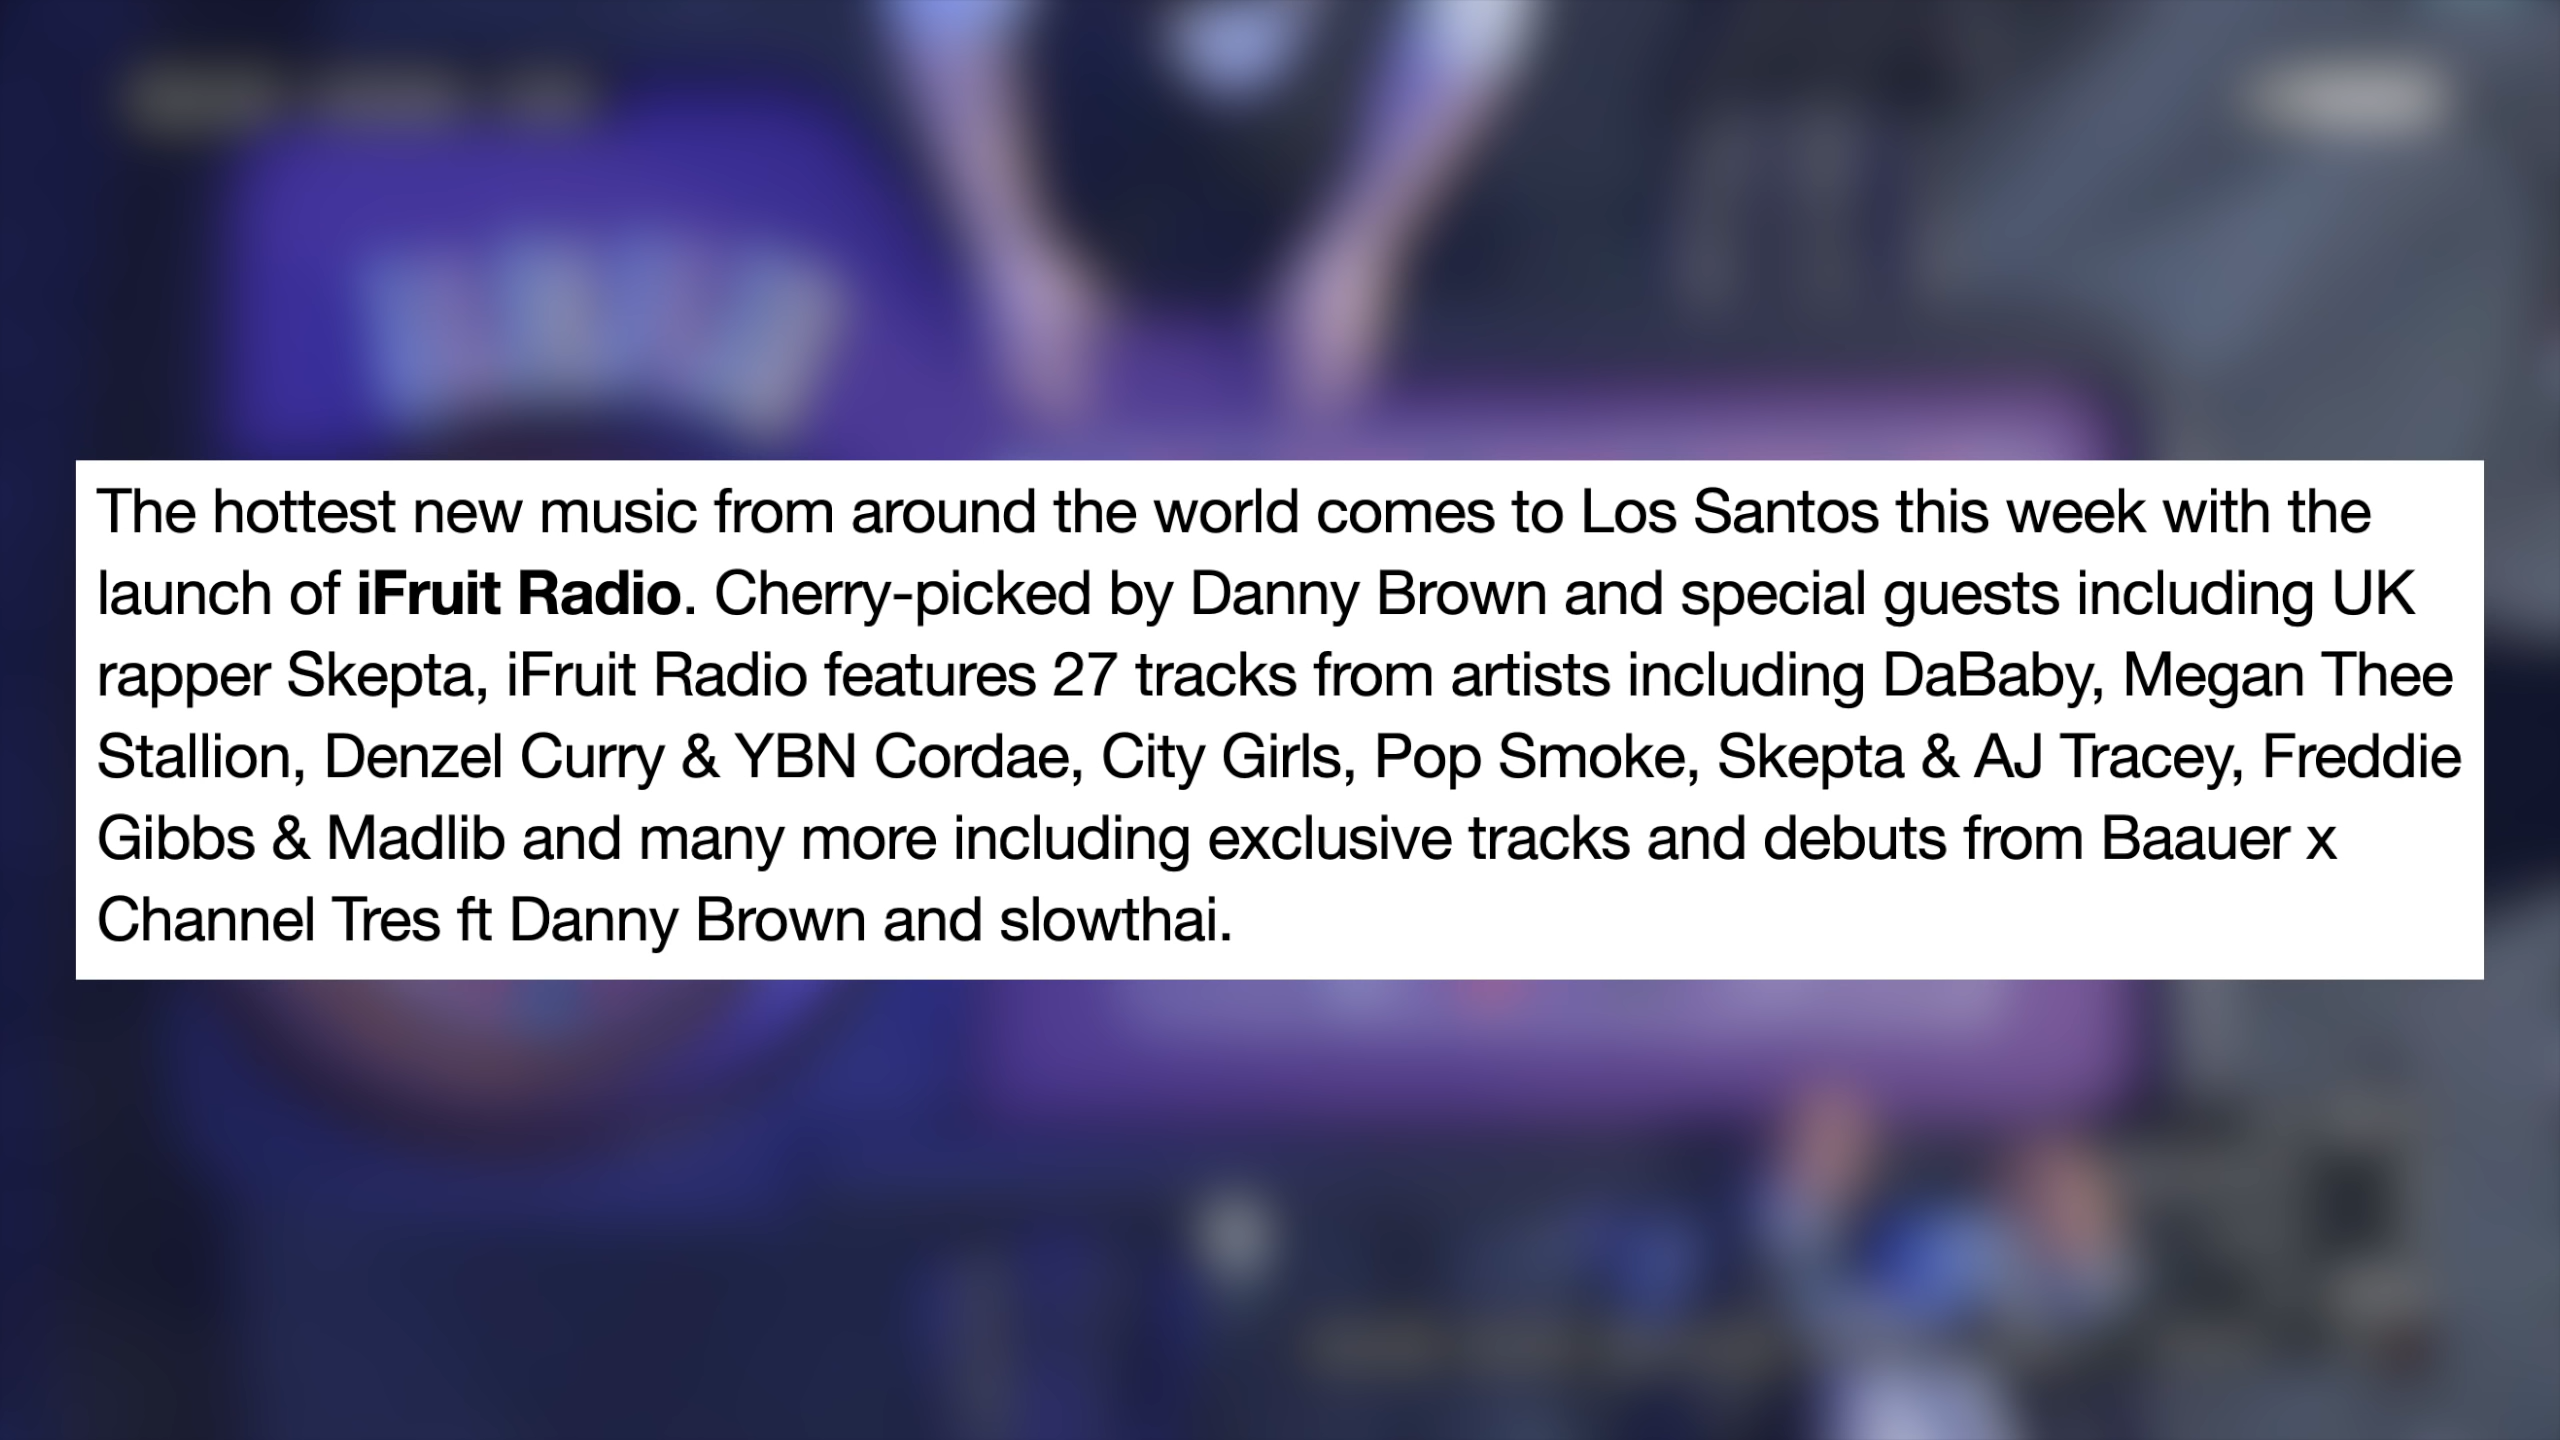 The hottest new music from around the world comes to Los Santos this week with the
launch of iFruit Radio. Cherry-picked by Danny Brown and special guests including UK
rapper Skepta, iFruit Radio features 27 tracks from artists including DaBaby, Megan Thee
Stallion, Denzel Curry & YBN Cordae, City Girls, Pop Smoke, Skepta & AJ Tracey, Freddie
Gibbs & Madlib and many more including exclusive tracks and debuts from Baauer x
Channel Tres ft Danny Brown and slowthai.